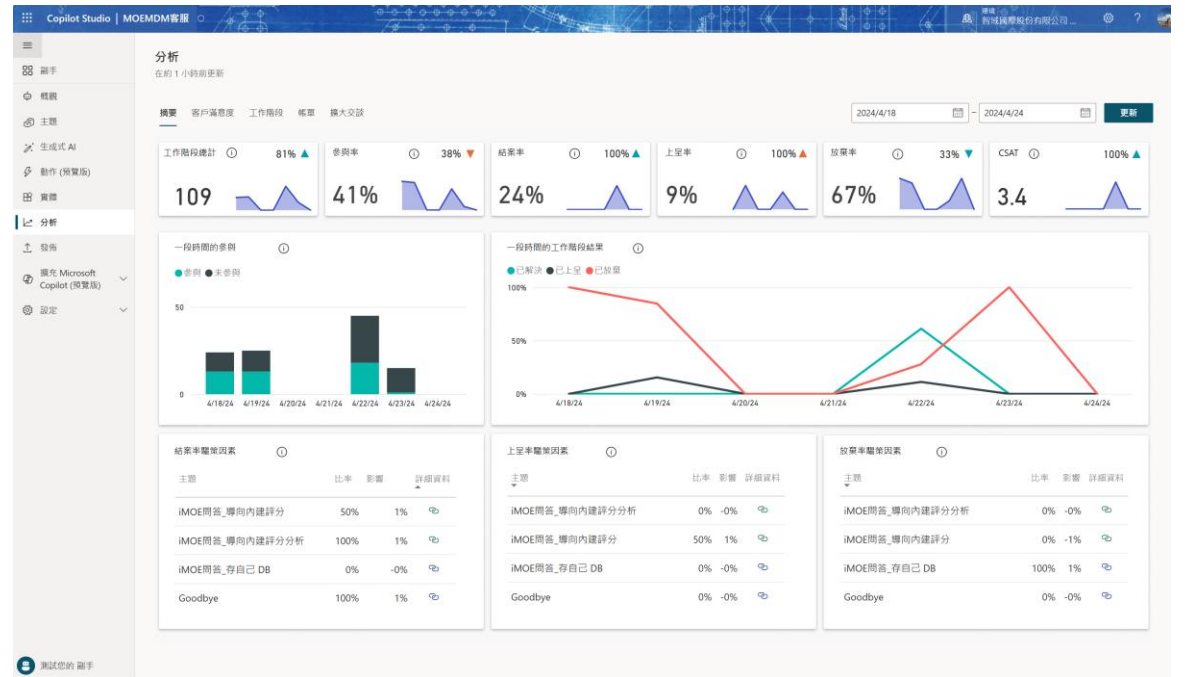 Copilot Studio | MOEMDM客服
環境
智域國際股份有限公司 ...
?
副手
概觀
主題
生成式 AI
動作 (預覽版)
實體
分析
發佈
擴充 Microsoft
Copilot (預覽版)
設定
測試您的 副手
分析
在約 1 小時前更新
摘要 客戶滿意度 工作階段 帳單 擴大交談
2024/4/18 – 2024/4/24 更新
工作階段總計 81% ▲
109
參與率 38% ▼
41%
結案率 100% ▲
24%
上呈率 100% ▲
9%
放棄率 33% ▼
67%
CSAT 100% ▲
3.4
一段時間的參與
參與 未參與
50
0
4/18/24 4/19/24 4/20/24 4/21/24 4/22/24 4/23/24 4/24/24
一段時間的工作階段結果
已解決 已上呈 已放棄
100%
50%
0%
4/18/24 4/19/24 4/20/24 4/21/24 4/22/24 4/23/24 4/24/24
結案率驅策因素
主題 比率 影響 詳細資料
iMOE問答_導向內建評分 50% 1%
iMOE問答_導向內建評分分析 100% 1%
iMOE問答_存自己 DB 0% -0%
Goodbye 100% 1%
上呈率驅策因素
主題 比率 影響 詳細資料
iMOE問答_導向內建評分分析 0% -0%
iMOE問答_導向內建評分 50% 1%
iMOE問答_存自己 DB 0% -0%
Goodbye 0% -0%
放棄率驅策因素
主題 比率 影響 詳細資料
iMOE問答_導向內建評分分析 0% -0%
iMOE問答_導向內建評分 0% -1%
iMOE問答_存自己 DB 100% 1%
Goodbye 0% -0%